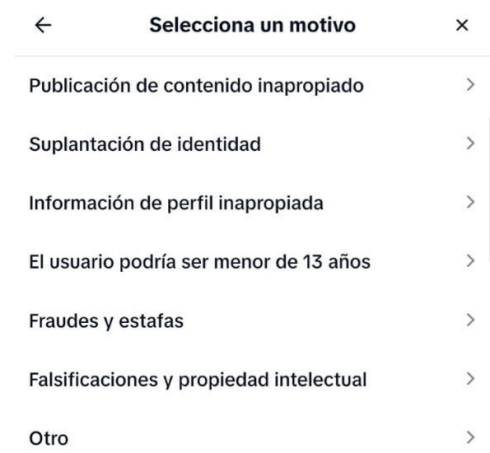 Selecciona un motivo
Publicación de contenido inapropiado
Suplantación de identidad
Información de perfil inapropiada
El usuario podría ser menor de 13 años
Fraudes y estafas
Falsificaciones y propiedad intelectual
Otro